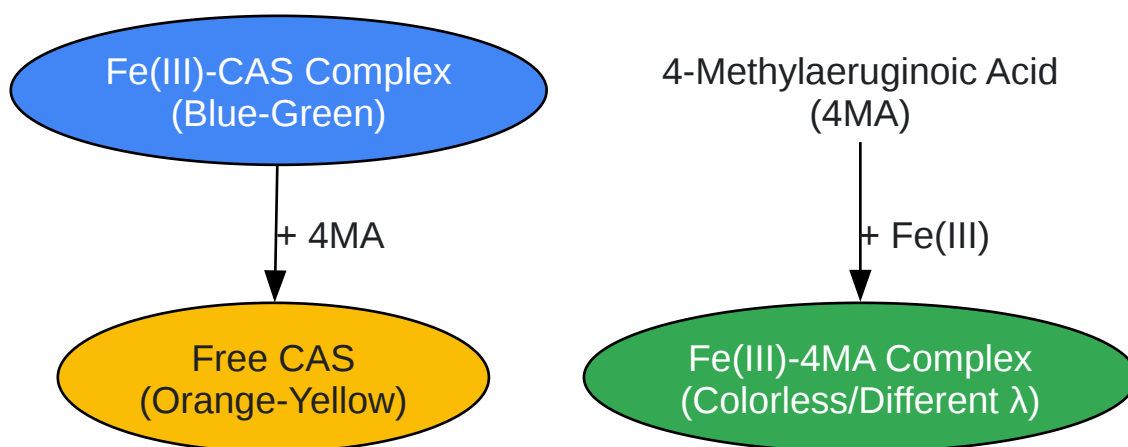 Fe(III)-CAS Complex
(Blue-Green)
4-Methylaeruginoic Acid
(4MA)
+ 4MA
+ Fe(III)
Free CAS
(Orange-Yellow)
Fe(III)-4MA Complex
(Colorless/Different λ)